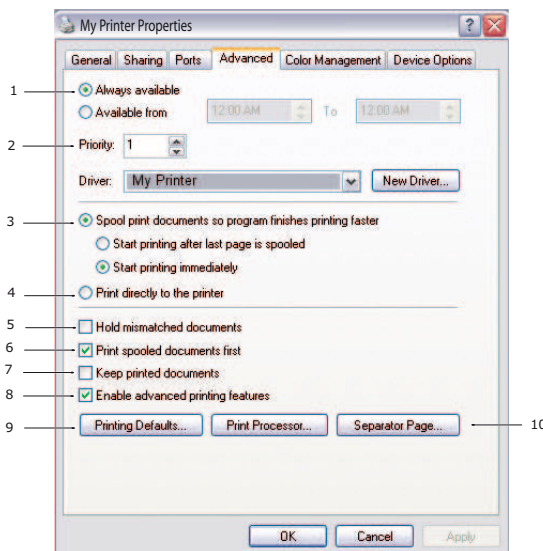 My Printer Properties
General Sharing Ports Advanced Color Management Device Options
1 Always available
Available from 12:00 AM To 12:00 AM
2 Priority: 1
Driver: My Printer New Driver...
3 Spool print documents so program finishes printing faster
Start printing after last page is spooled
Start printing immediately
4 Print directly to the printer
5 Hold mismatched documents
6 Print spooled documents first
7 Keep printed documents
8 Enable advanced printing features
9 Printing Defaults... Print Processor... Separator Page... 10
OK Cancel Apply